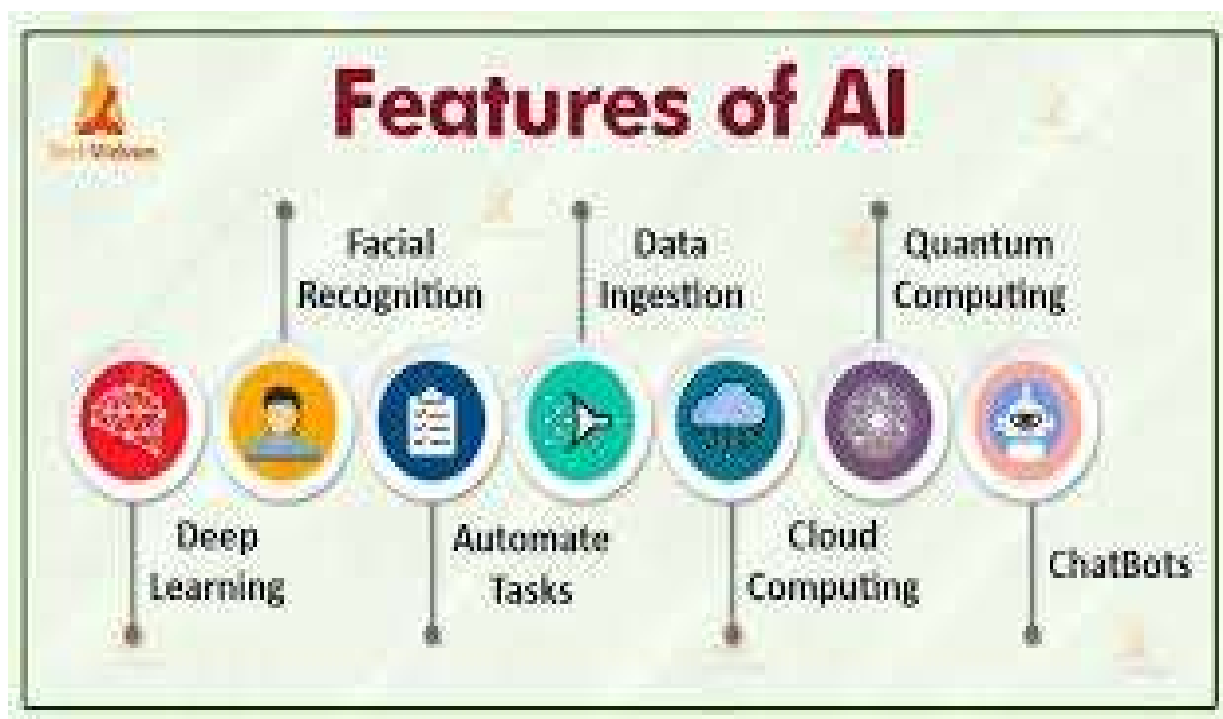 Features of AI
Facial
Recognition
Data
Ingestion
Quantum
Computing
Deep
Learning
Automate
Tasks
Cloud
Computing
ChatBots